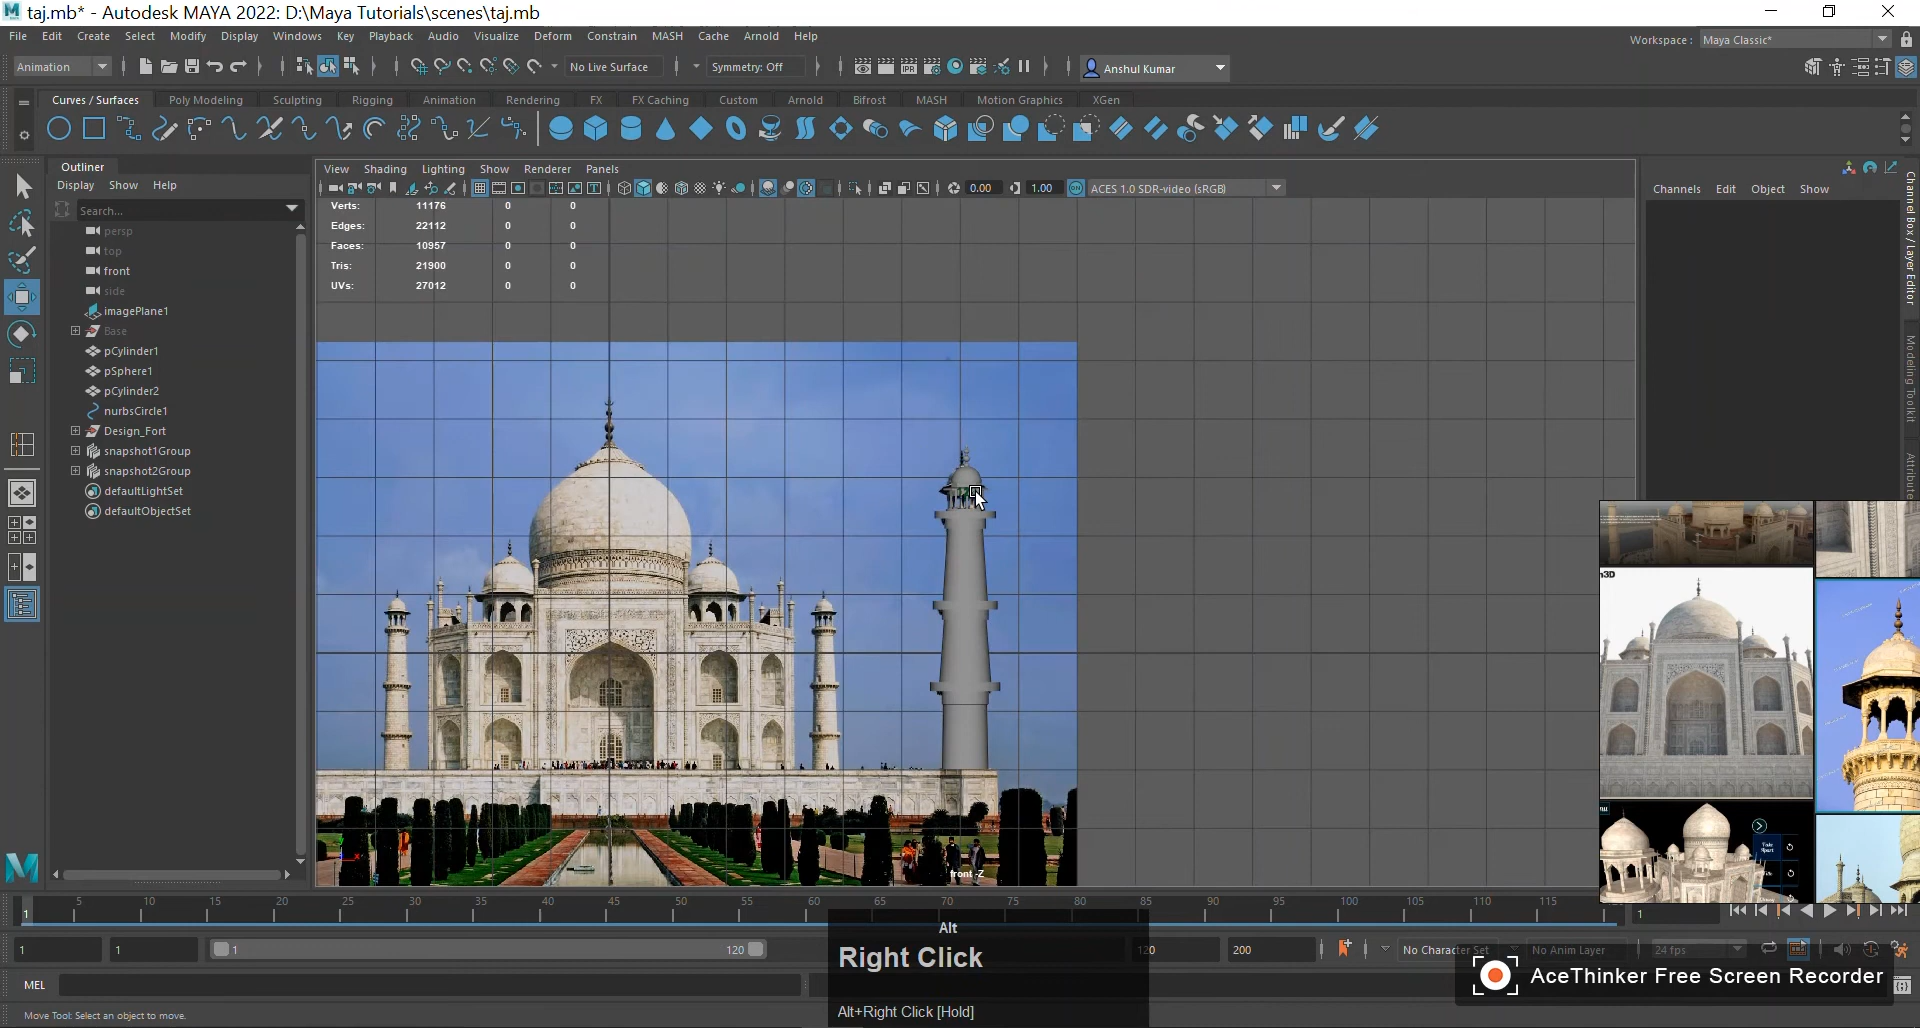 taj.mb* - Autodesk MAYA 2022: D:\Maya Tutorials\scenes\taj.mb
File Edit Create Select Modify Display Windows Key Playback Audio Visualize Deform Constrain MASH Cache Arnold Help
Workspace : Maya Classic*
Animation No Live Surface Symmetry: Off Anshul Kumar
Curves / Surfaces Poly Modeling Sculpting Rigging Animation Rendering FX FX Caching Custom Arnold Bifrost MASH Motion Graphics XGen
Outliner
Display Show Help
Search...
persp
top
front
side
imagePlane1
Base
pCylinder1
pSphere1
pCylinder2
nurbsCircle1
Design_Fort
snapshot1Group
snapshot2Group
defaultLightSet
defaultObjectSet
View Shading Lighting Show Renderer Panels
0.00 1.00 ACES 1.0 SDR-video (sRGB)
Verts: 11176 0 0
Edges: 22112 0 0
Faces: 10957 0 0
Tris: 21900 0 0
UVs: 27012 0 0
front -Z
Channels Edit Object Show
Channel Box / Layer Editor
Modeling Toolkit
Attribute
1 5 10 15 20 25 30 35 40 45 50 55 60 65 70 75 80 85 90 95 100 105 110 115 1
1 1 1 120 120 200 No Character Set No Anim Layer 24 fps
Alt
Right Click
Alt+Right Click [Hold]
MEL
AceThinker Free Screen Recorder
Move Tool: Select an object to move.